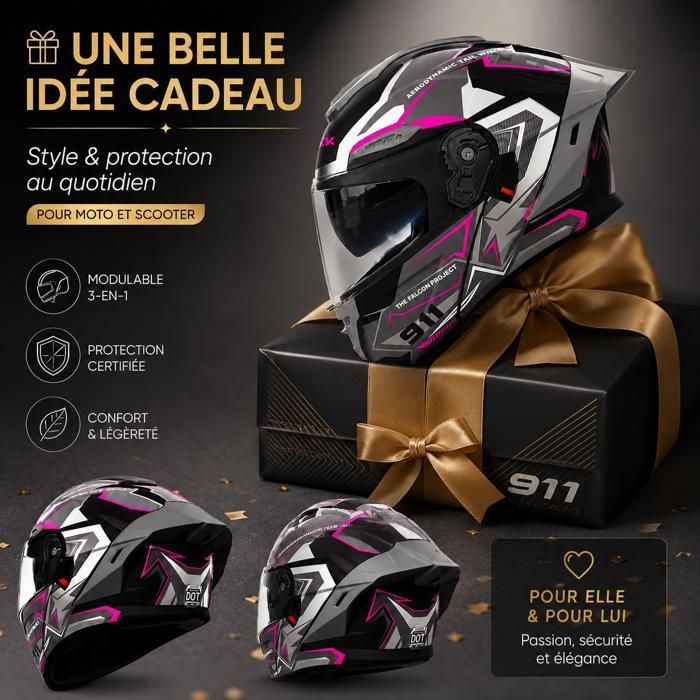 UNE BELLE
IDÉE CADEAU
Style & protection
au quotidien
POUR MOTO ET SCOOTER
MODULABLE
3-EN-1
PROTECTION
CERTIFIÉE
CONFORT
& LÉGÈRETÉ
AERODYNAMIC TAIL
THE FALCON PROJECT
911
911
DOT
DOT
POUR ELLE
& POUR LUI
Passion, sécurité
et élégance